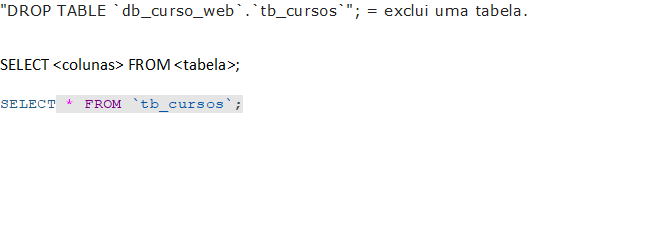 "DROP TABLE `db_curso_web`.`tb_cursos`"; = exclui uma tabela.
SELECT <colunas> FROM <tabela>;
SELECT * FROM `tb_cursos`;